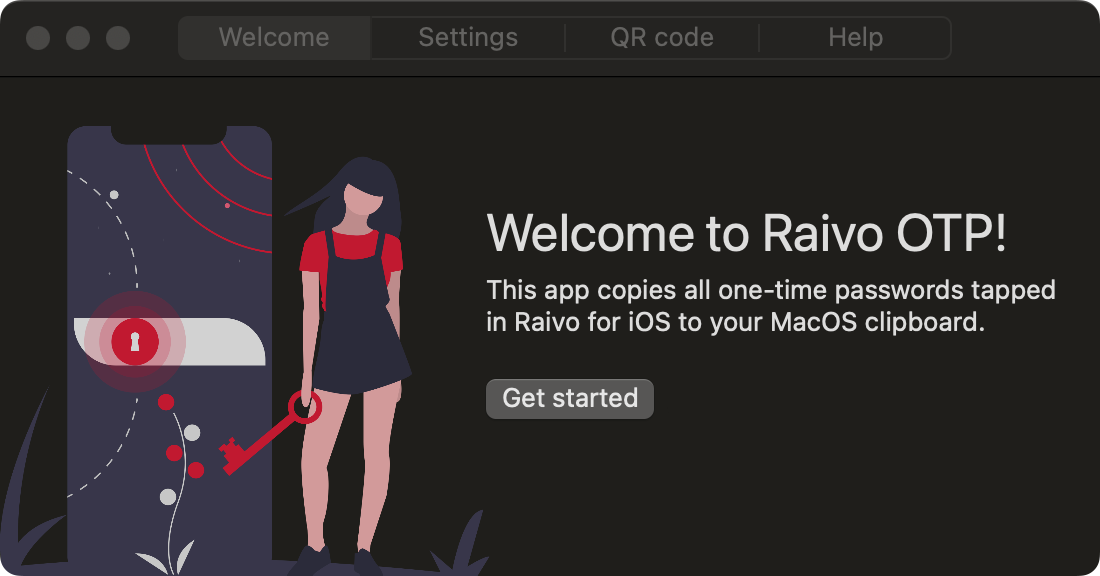 Welcome Settings QR code Help
Welcome to Raivo OTP!
This app copies all one-time passwords tapped
in Raivo for iOS to your MacOS clipboard.
Get started